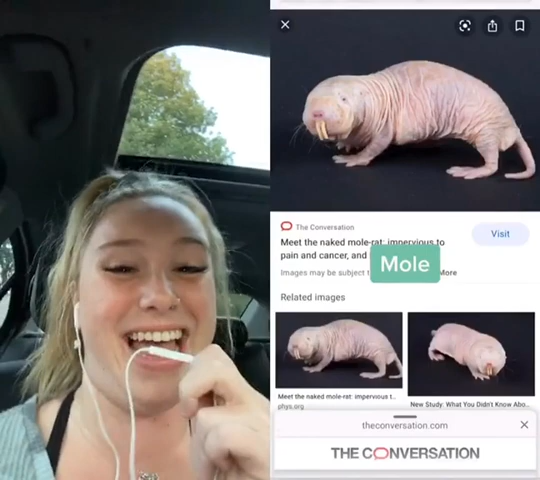 The Conversation
Meet the naked mole-rat: impervious to
pain and cancer, and
Visit
Mole
Images may be subject t
More
Related images
Meet the naked mole-rat: impervious t...
phys.org
New Study: What You Didn't Know Abo...
theconversation.com
THE CONVERSATION